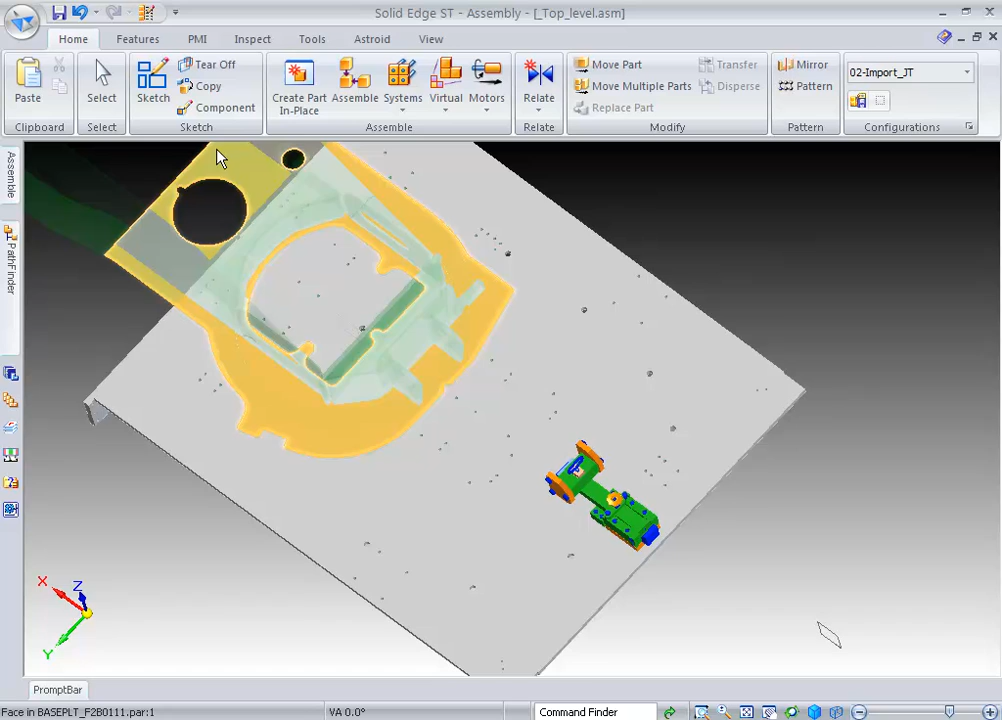 Solid Edge ST - Assembly - [_Top_level.asm]
Home Features PMI Inspect Tools Astroid View
Paste
Clipboard
Select
Select
Sketch
Tear Off
Copy
Component
Sketch
Create Part In-Place
Assemble
Systems
Virtual
Motors
Assemble
Relate
Relate
Move Part
Move Multiple Parts
Replace Part
Transfer
Disperse
Modify
Mirror
Pattern
Pattern
02-Import_JT
Configurations
Assemble
PathFinder
X
Z
Y
PromptBar
Face in BASEPLT_F2B0111.par:1
VA 0.0°
Command Finder